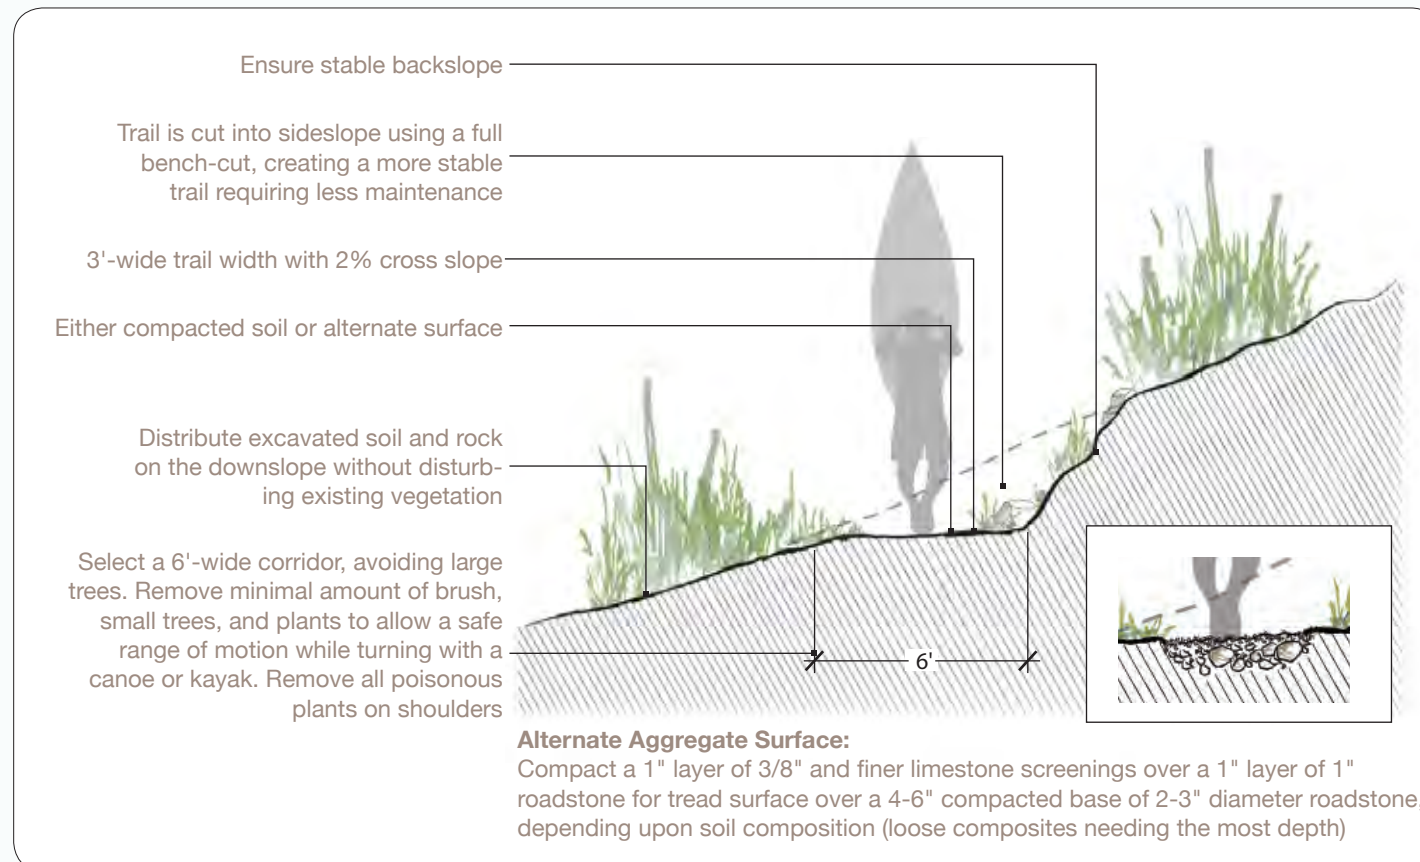 Ensure stable backslope
Trail is cut into sideslope using a full
bench-cut, creating a more stable
trail requiring less maintenance
3'-wide trail width with 2% cross slope
Either compacted soil or alternate surface
Distribute excavated soil and rock
on the downslope without disturb-
ing existing vegetation
Select a 6'-wide corridor, avoiding large
trees. Remove minimal amount of brush,
small trees, and plants to allow a safe
range of motion while turning with a
canoe or kayak. Remove all poisonous
plants on shoulders
6'
Alternate Aggregate Surface:
Compact a 1" layer of 3/8" and finer limestone screenings over a 1" layer of 1"
roadstone for tread surface over a 4-6" compacted base of 2-3" diameter roadstone,
depending upon soil composition (loose composites needing the most depth)